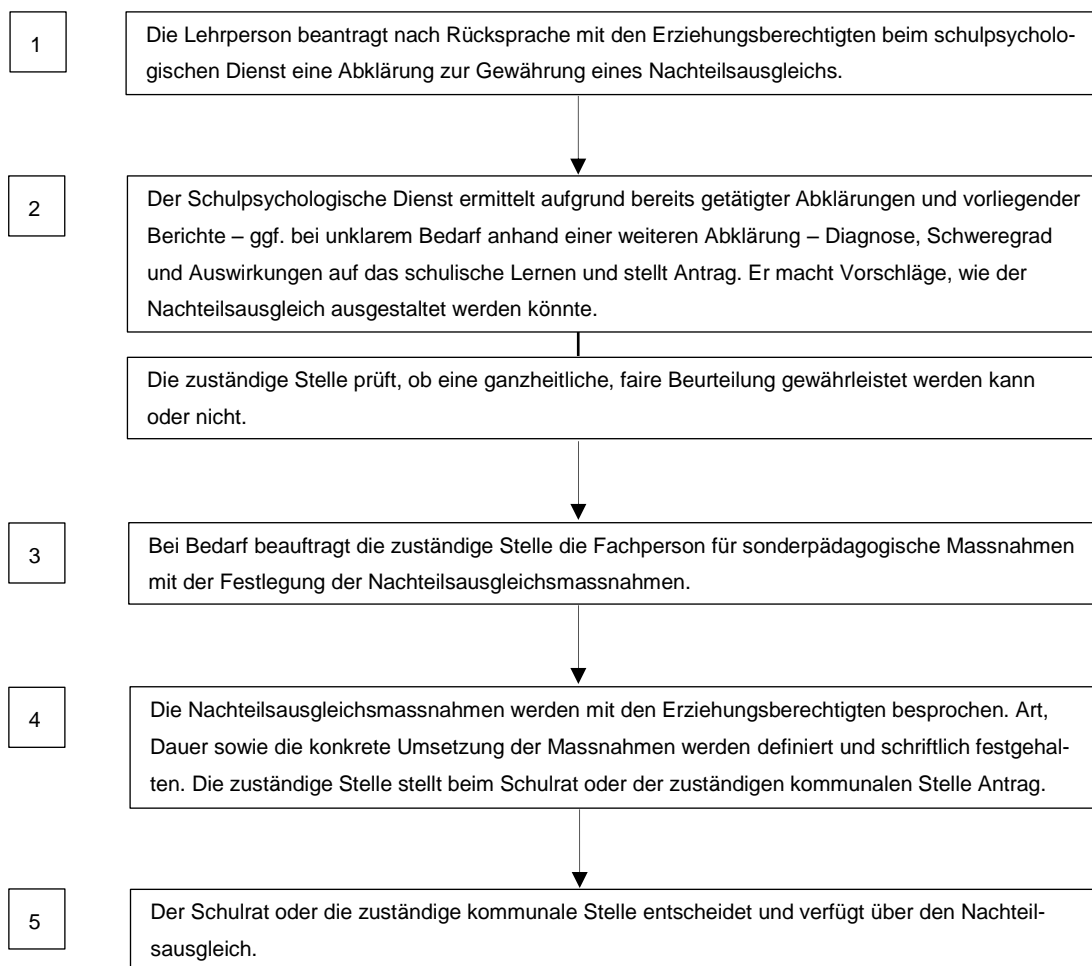 1
Die Lehrperson beantragt nach Rücksprache mit den Erziehungsberechtigten beim schulpsycholo-
gischen Dienst eine Abklärung zur Gewährung eines Nachteilsausgleichs.
2
Der Schulpsychologische Dienst ermittelt aufgrund bereits getätigter Abklärungen und vorliegender
Berichte – ggf. bei unklarem Bedarf anhand einer weiteren Abklärung – Diagnose, Schweregrad
und Auswirkungen auf das schulische Lernen und stellt Antrag. Er macht Vorschläge, wie der
Nachteilsausgleich ausgestaltet werden könnte.
Die zuständige Stelle prüft, ob eine ganzheitliche, faire Beurteilung gewährleistet werden kann
oder nicht.
3
Bei Bedarf beauftragt die zuständige Stelle die Fachperson für sonderpädagogische Massnahmen
mit der Festlegung der Nachteilsausgleichsmassnahmen.
4
Die Nachteilsausgleichsmassnahmen werden mit den Erziehungsberechtigten besprochen. Art,
Dauer sowie die konkrete Umsetzung der Massnahmen werden definiert und schriftlich festgehal-
ten. Die zuständige Stelle stellt beim Schulrat oder der zuständigen kommunalen Stelle Antrag.
5
Der Schulrat oder die zuständige kommunale Stelle entscheidet und verfügt über den Nachteil-
sausgleich.